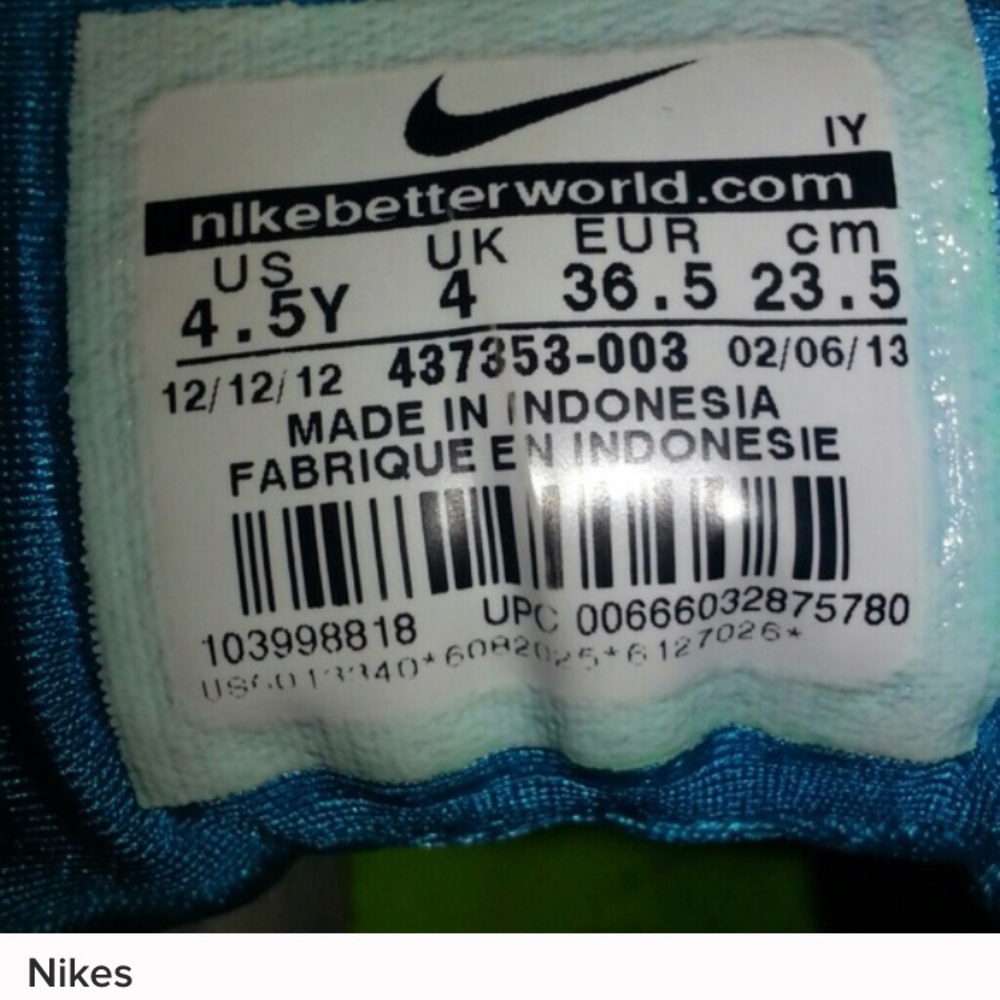 IY
nikebetterworld.com
US UK EUR cm
4.5Y 4 36.5 23.5
12/12/12 437353-003 02/06/13
MADE IN INDONESIA
FABRIQUE EN INDONESIE
103998818 UPC 00666032875780
Nikes